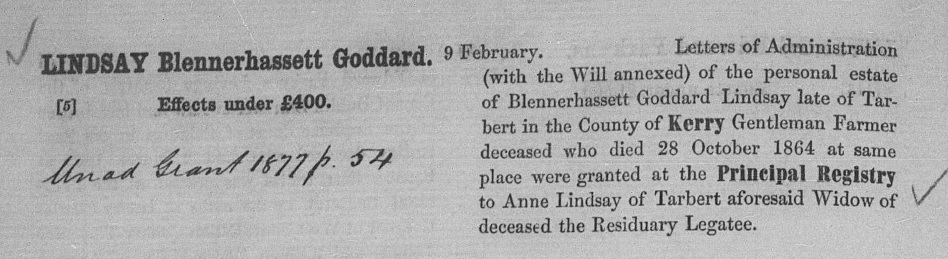 LINDSAY Blennerhassett Goddard.
[5] Effects under £400.
Unad Grant 1877 p. 54
9 February. Letters of Administration
(with the Will annexed) of the personal estate
of Blennerhassett Goddard Lindsay late of Tar-
bert in the County of Kerry Gentleman Farmer
deceased who died 28 October 1864 at same
place were granted at the Principal Registry
to Anne Lindsay of Tarbert aforesaid Widow of
deceased the Residuary Legatee.